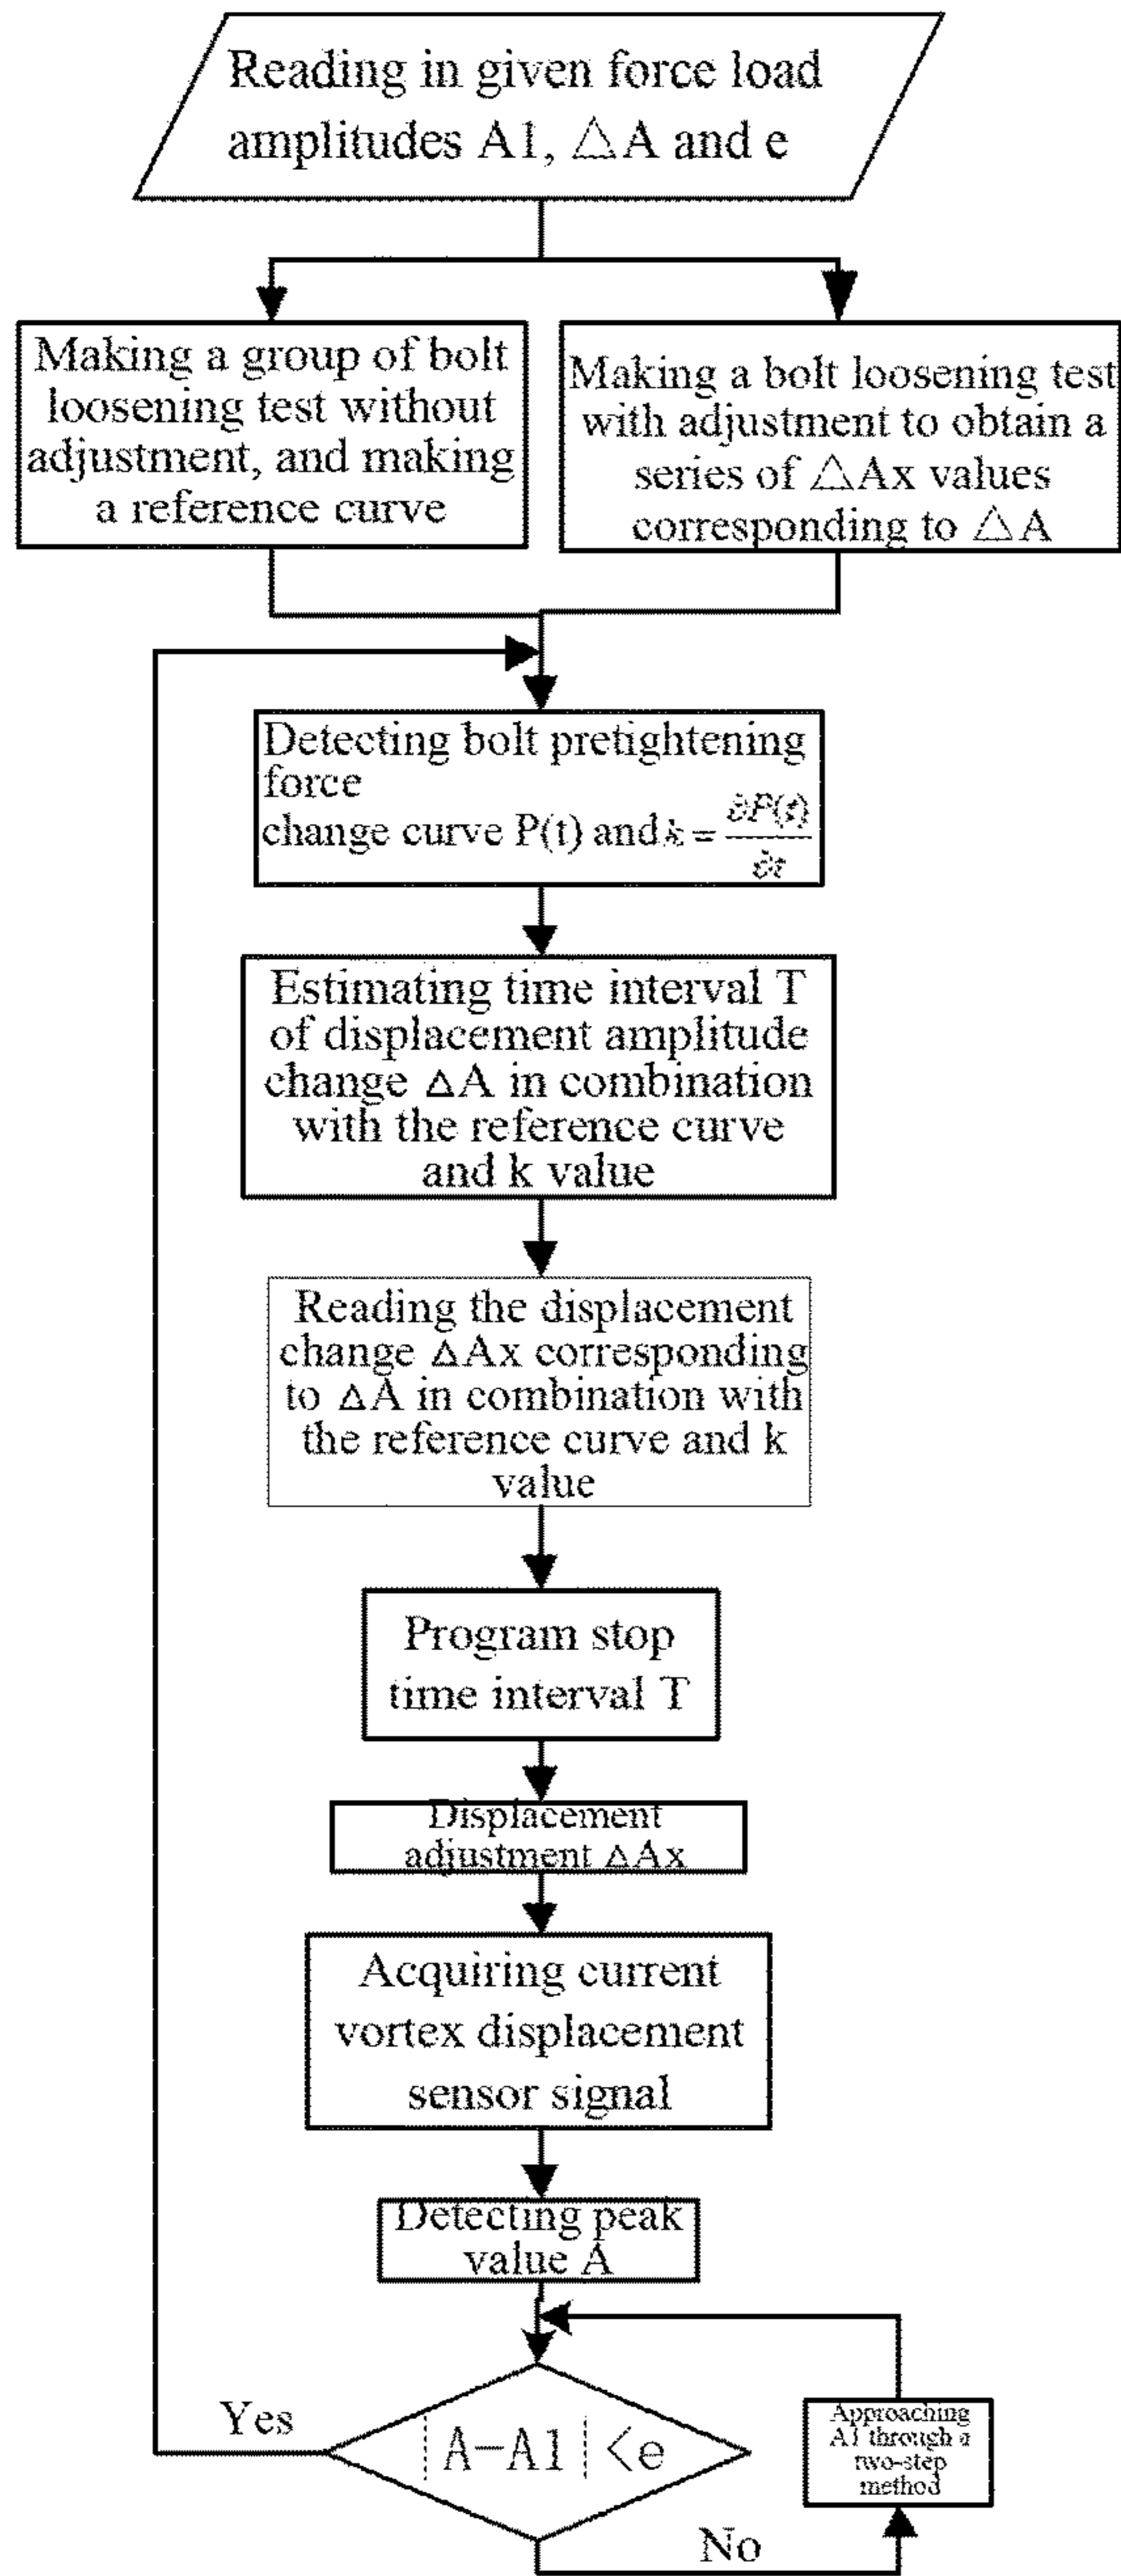 Reading in given force load
amplitudes A1, △A and e
Making a group of bolt
loosening test without
adjustment, and making
a reference curve
Making a bolt loosening test
with adjustment to obtain a
series of △Ax values
corresponding to △A
Detecting bolt pretightening
force
change curve P(t) and k = ∂P(t)/∂t
Estimating time interval T
of displacement amplitude
change ΔA in combination
with the reference curve
and k value
Reading the displacement
change ΔAx corresponding
to ΔA in combination with
the reference curve and k
value
Program stop
time interval T
Displacement
adjustment ΔAx
Acquiring current
vortex displacement
sensor signal
Detecting peak
value A
|A-A1|<e
Yes
Approaching
A1 through a
two-step
method
No